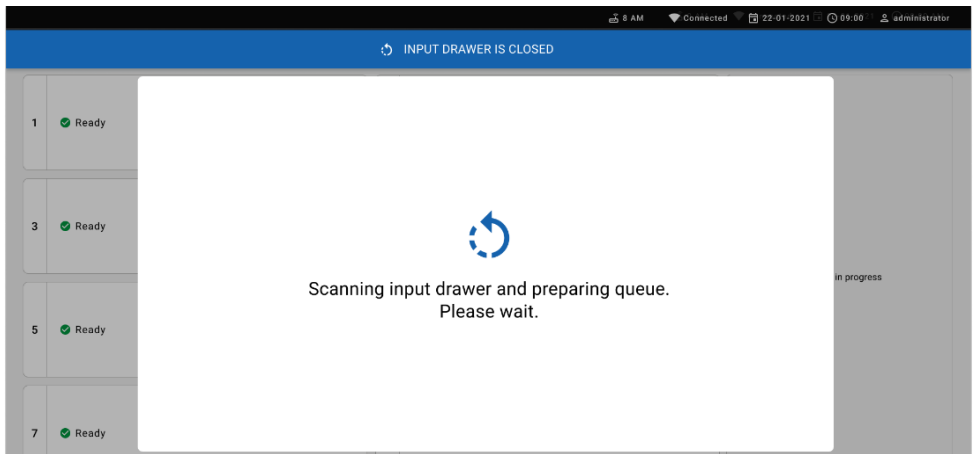 8 AM Connected 22-01-2021 09:00 administrator
INPUT DRAWER IS CLOSED
1 Ready
3 Ready
Scanning input drawer and preparing queue.
Please wait.
in progress
5 Ready
7 Ready